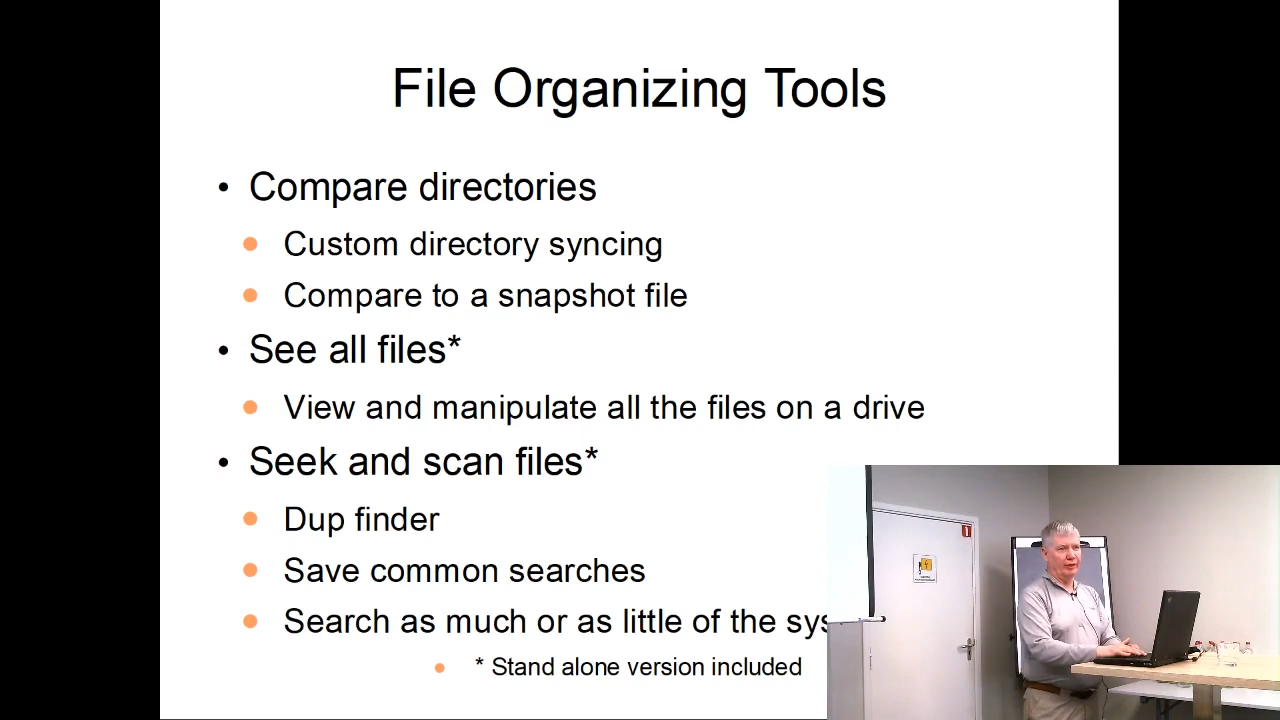 File Organizing Tools
• Compare directories
Custom directory syncing
Compare to a snapshot file
• See all files*
View and manipulate all the files on a drive
• Seek and scan files*
Dup finder
Save common searches
Search as much or as little of the sys
* Stand alone version included